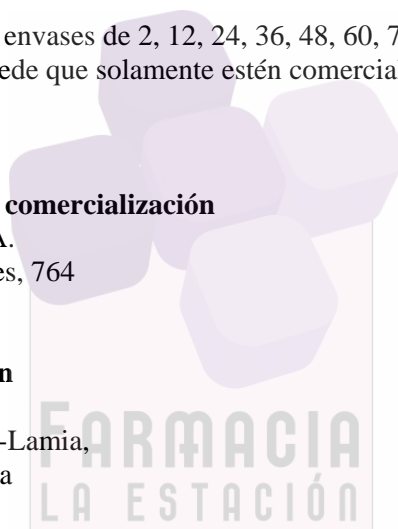 envases de 2, 12, 24, 36, 48, 60, 7
ede que solamente estén comercial
comercialización
A.
es, 764
n
-Lamia,
a
FARMACIA
LA ESTACIÓN